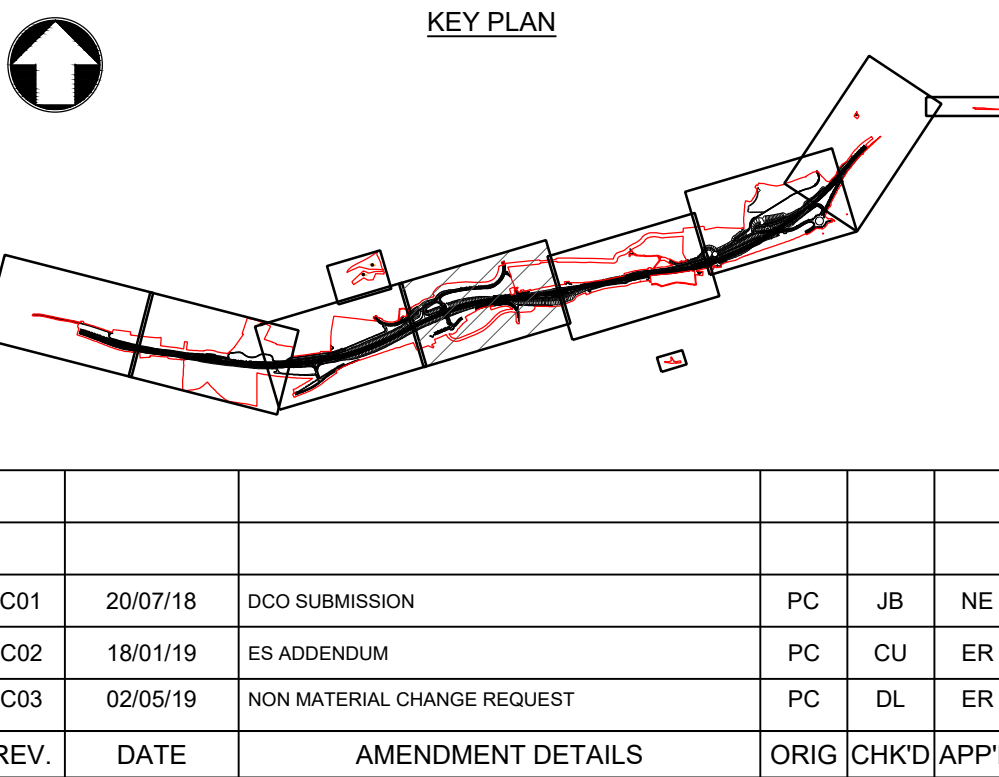 KEY PLAN
C01 20/07/18 DCO SUBMISSION PC JB NE
C02 18/01/19 ES ADDENDUM PC CU ER
C03 02/05/19 NON MATERIAL CHANGE REQUEST PC DL ER
REV. DATE AMENDMENT DETAILS ORIG CHK'D APP'